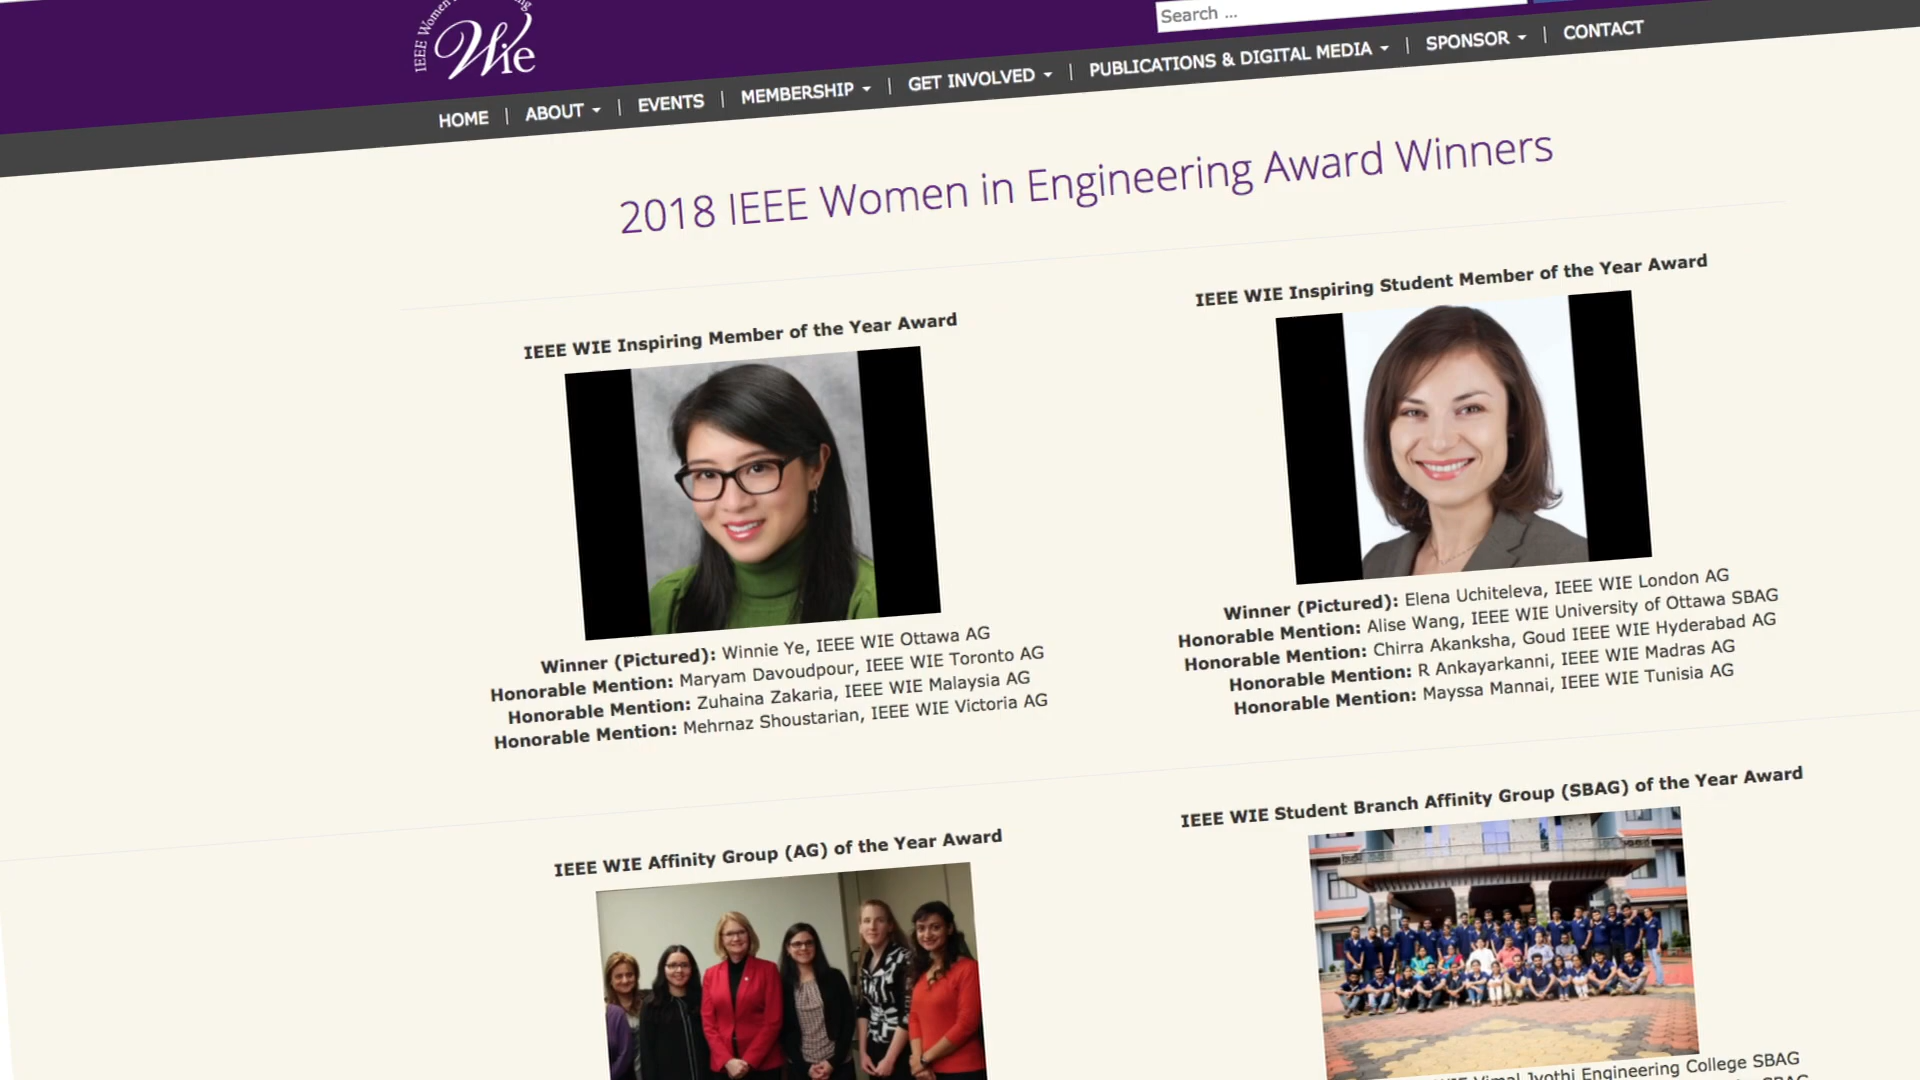 IEEE Women
Wie
Search ...
HOME | ABOUT | EVENTS | MEMBERSHIP | GET INVOLVED | PUBLICATIONS & DIGITAL MEDIA | SPONSOR | CONTACT
2018 IEEE Women in Engineering Award Winners
IEEE WIE Inspiring Member of the Year Award
Winner (Pictured): Winnie Ye, IEEE WIE Ottawa AG
Honorable Mention: Maryam Davoudpour, IEEE WIE Toronto AG
Honorable Mention: Zuhaina Zakaria, IEEE WIE Malaysia AG
Honorable Mention: Mehrnaz Shoustarian, IEEE WIE Victoria AG
IEEE WIE Inspiring Student Member of the Year Award
Winner (Pictured): Elena Uchiteleva, IEEE WIE London AG
Honorable Mention: Alise Wang, IEEE WIE University of Ottawa SBAG
Honorable Mention: Chirra Akanksha, Goud IEEE WIE Hyderabad AG
Honorable Mention: R Ankayarkanni, IEEE WIE Madras AG
Honorable Mention: Mayssa Mannai, IEEE WIE Tunisia AG
IEEE WIE Affinity Group (AG) of the Year Award
IEEE WIE Student Branch Affinity Group (SBAG) of the Year Award
WIE Vimal Jyothi Engineering College SBAG
SBAG